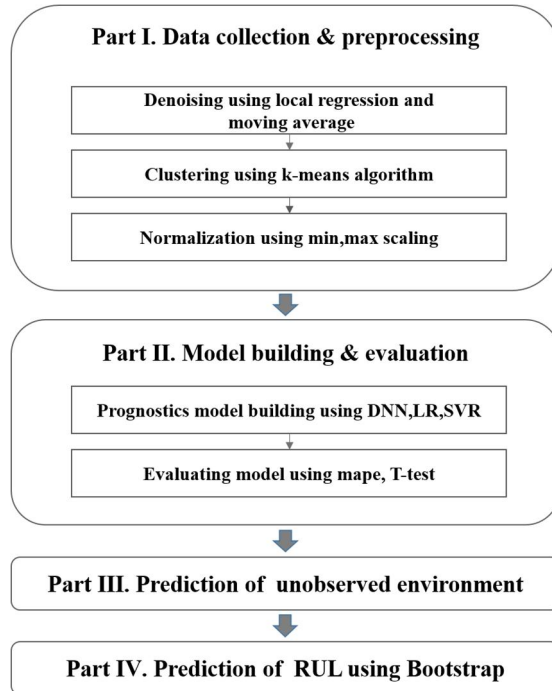 Part I. Data collection & preprocessing
Denoising using local regression and
moving average
Clustering using k-means algorithm
Normalization using min,max scaling
Part II. Model building & evaluation
Prognostics model building using DNN,LR,SVR
Evaluating model using mape, T-test
Part III. Prediction of unobserved environment
Part IV. Prediction of RUL using Bootstrap